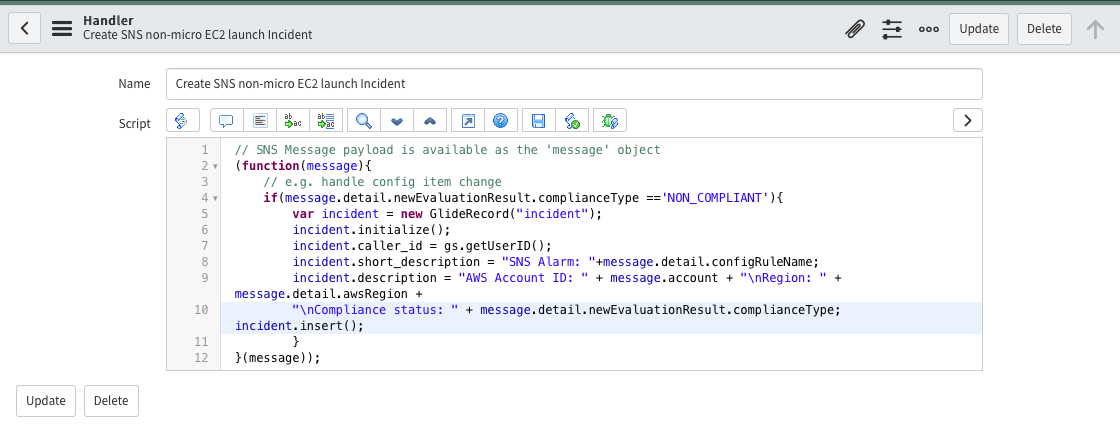 Handler
Create SNS non-micro EC2 launch Incident
Update
Delete
Name
Create SNS non-micro EC2 launch Incident
Script
1 // SNS Message payload is available as the 'message' object
2 (function(message){
3 // e.g. handle config item change
4 if(message.detail.newEvaluationResult.complianceType =='NON_COMPLIANT'){
5 var incident = new GlideRecord("incident");
6 incident.initialize();
7 incident.caller_id = gs.getUserID();
8 incident.short_description = "SNS Alarm: "+message.detail.configRuleName;
9 incident.description = "AWS Account ID: " + message.account + "\nRegion: " +
message.detail.awsRegion +
10 "\nCompliance status: " + message.detail.newEvaluationResult.complianceType;
incident.insert();
11 }
12 }(message));
Update
Delete